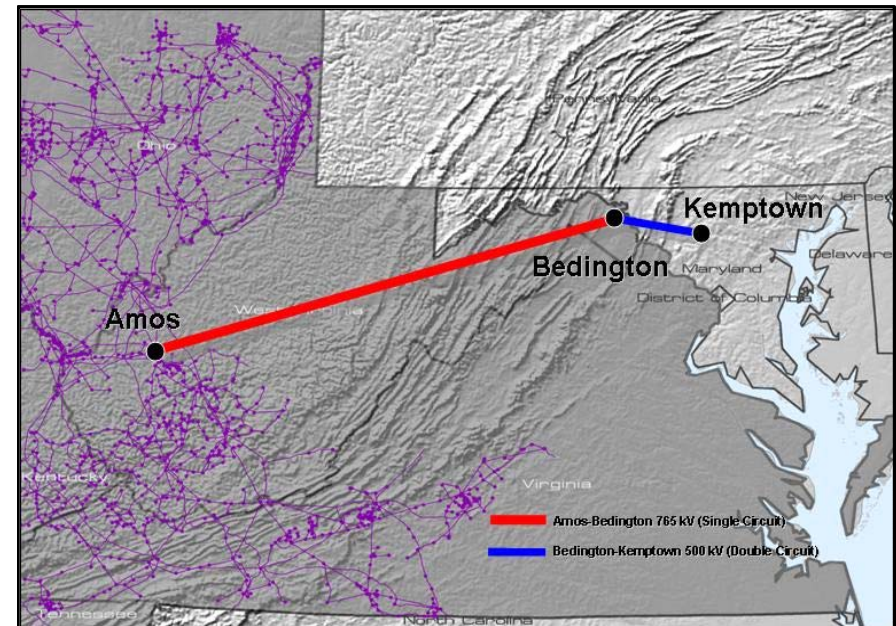 Pennsylvania
Ohio
New Jersey
Kemptown
Delaware
Bedington
Maryland
District of Columbia
West Virginia
Amos
Kentucky
Virginia
Amos-Bedington 765 kV (Single Circuit)
Bedington-Kemptown 500 kV (Double Circuit)
Tennessee
North Carolina